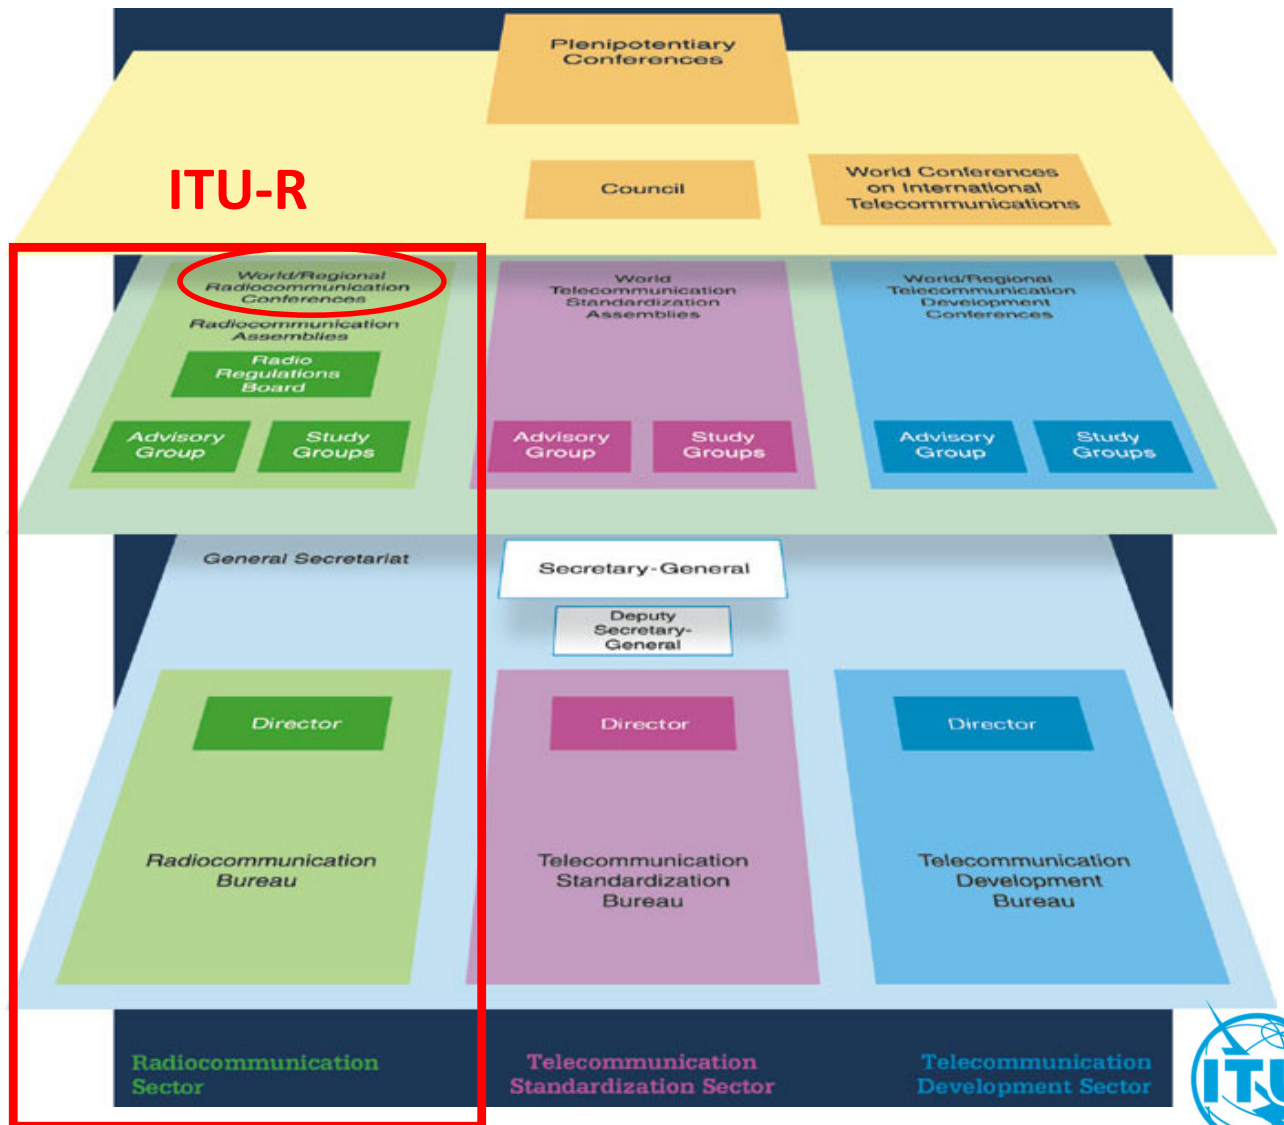 Plenipotentiary
Conferences
ITU-R
Council
World Conferences
on International
Telecommunications
World/Regional
Radiocommunication
Conferences
Radiocommunication
Assemblies
Radio
Regulations
Board
Advisory
Group
Study
Groups
World
Telecommunication
Standardization
Assemblies
Advisory
Group
Study
Groups
World/Regional
Telecommunication
Development
Conferences
Advisory
Group
Study
Groups
General Secretariat
Secretary-General
Deputy
Secretary-
General
Director
Radiocommunication
Bureau
Director
Telecommunication
Standardization
Bureau
Director
Telecommunication
Development
Bureau
Radiocommunication
Sector
Telecommunication
Standardization Sector
Telecommunication
Development Sector
ITU